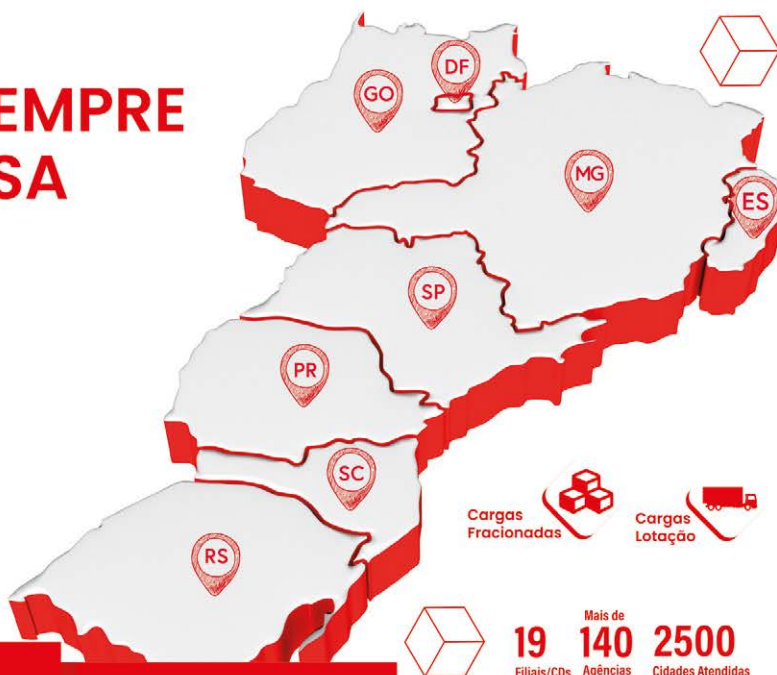 EMPRE
SA
DF
GO
MG
ES
SP
PR
SC
RS
Cargas
Fracionadas
Cargas
Lotação
Mais de
19 140 2500
Filiais/CDs Agências Cidades Atendidas